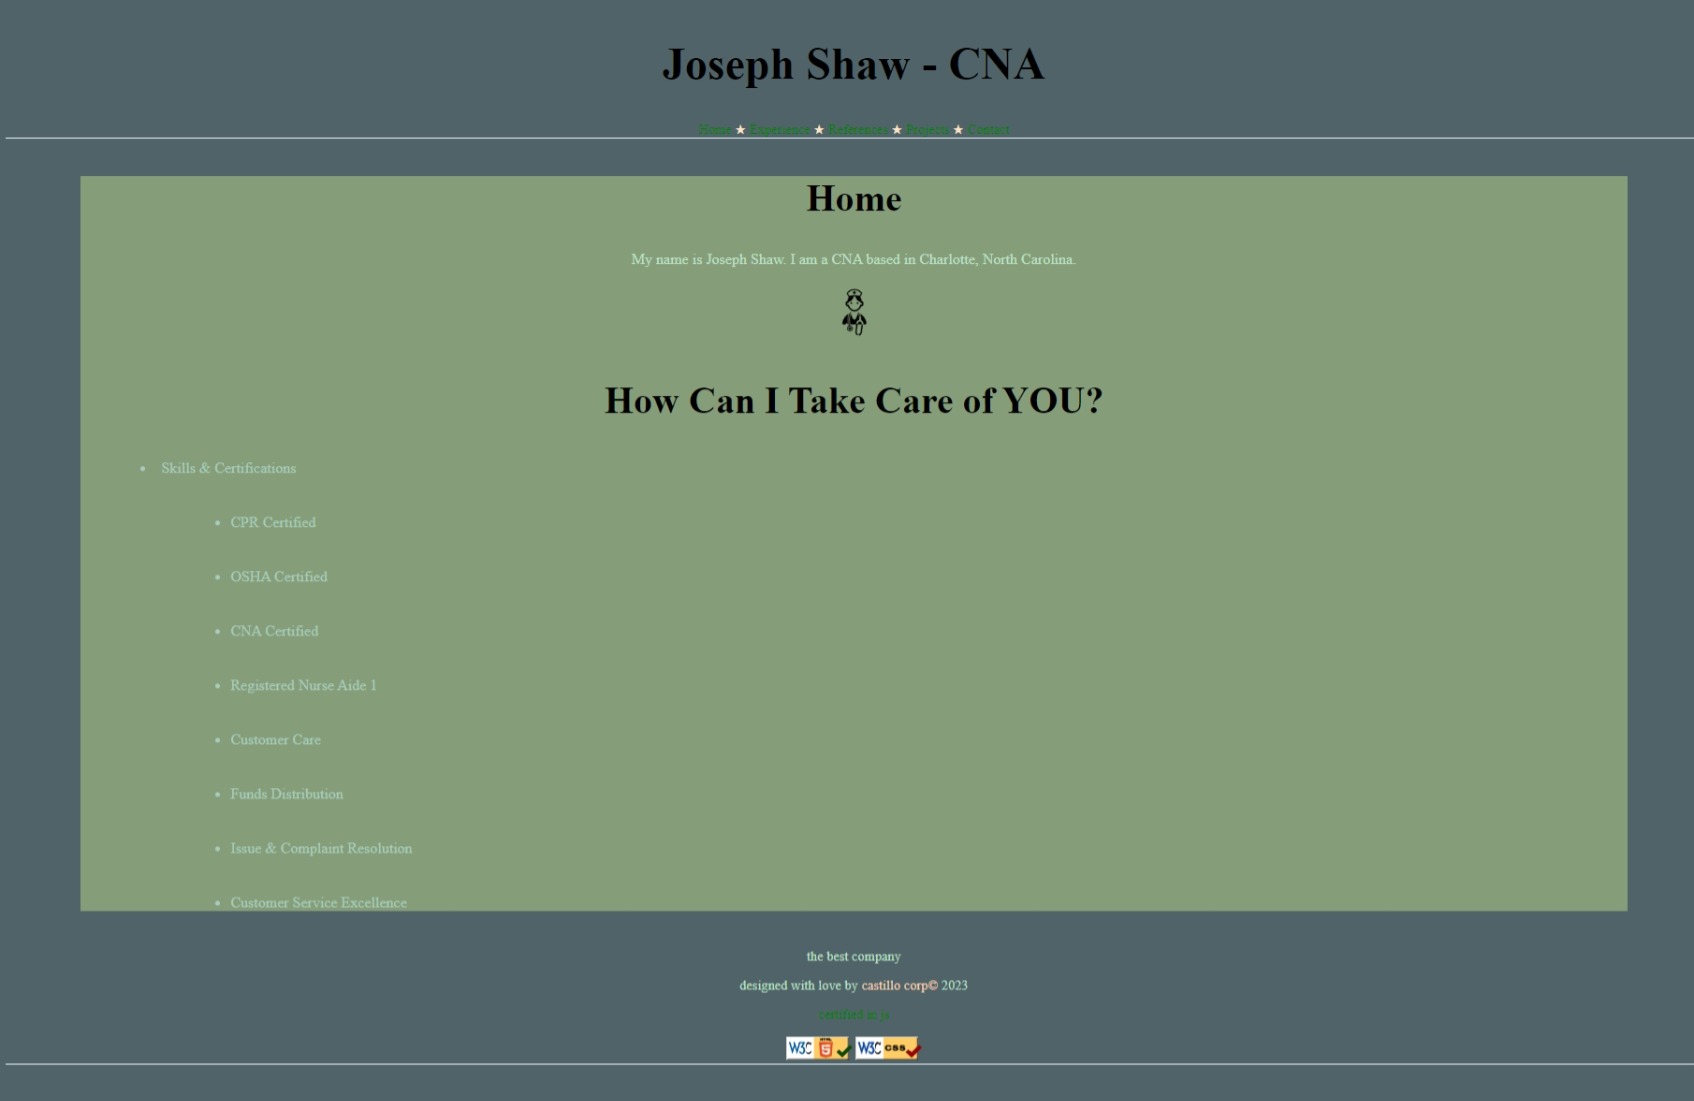 Joseph Shaw - CNA
Home ★ Experience ★ References ★ Projects ★ Contact
Home
My name is Joseph Shaw. I am a CNA based in Charlotte, North Carolina.
How Can I Take Care of YOU?
• Skills & Certifications
• CPR Certified
• OSHA Certified
• CNA Certified
• Registered Nurse Aide 1
• Customer Care
• Funds Distribution
• Issue & Complaint Resolution
• Customer Service Excellence
the best company
designed with love by castillo corp© 2023
certified in js
W3C HTML 5 W3C css